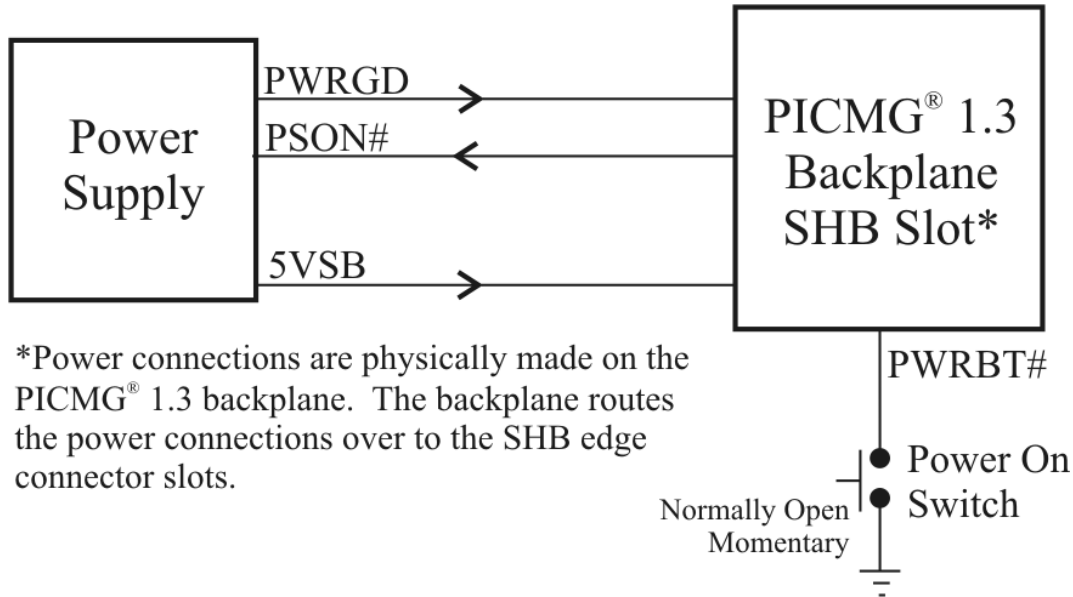 PWRGD
PSON#
5VSB
Power
Supply
PICMG® 1.3
Backplane
SHB Slot*
*Power connections are physically made on the
PICMG® 1.3 backplane.  The backplane routes
the power connections over to the SHB edge
connector slots.
PWRBT#
Power On
Switch
Normally Open
Momentary